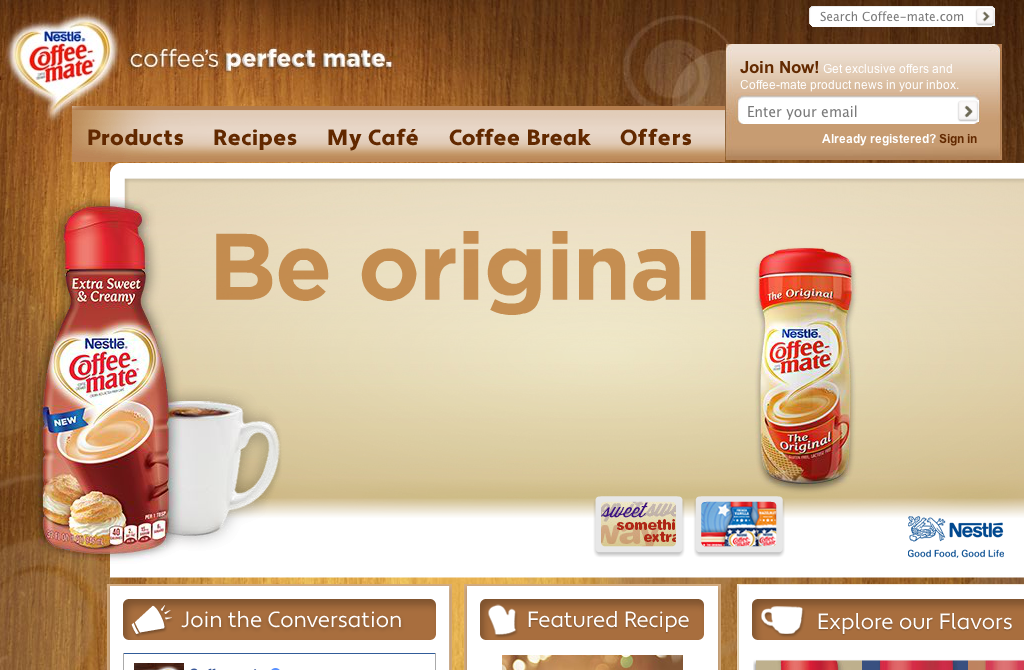 Search Coffee-mate.com
Nestlé
Coffee-
mate
coffee's perfect mate.
Join Now! Get exclusive offers and
Coffee-mate product news in your inbox.
Enter your email
Already registered? Sign in
Products Recipes My Café Coffee Break Offers
Be original
Extra Sweet
& Creamy
Nestlé
Coffee-
mate
NEW
The Original
Nestlé
Coffee-
mate
The
Original
sweet
somethi
extra
Nestlé
Good Food, Good Life
Join the Conversation
Featured Recipe
Explore our Flavors